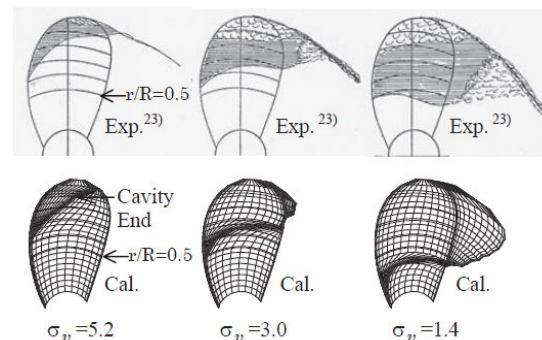 r/R=0.5
Exp.23)
Exp.23)
Exp.23)
Cavity
End
r/R=0.5
Cal.
Cal.
Cal.
σn =5.2
σn =3.0
σn =1.4